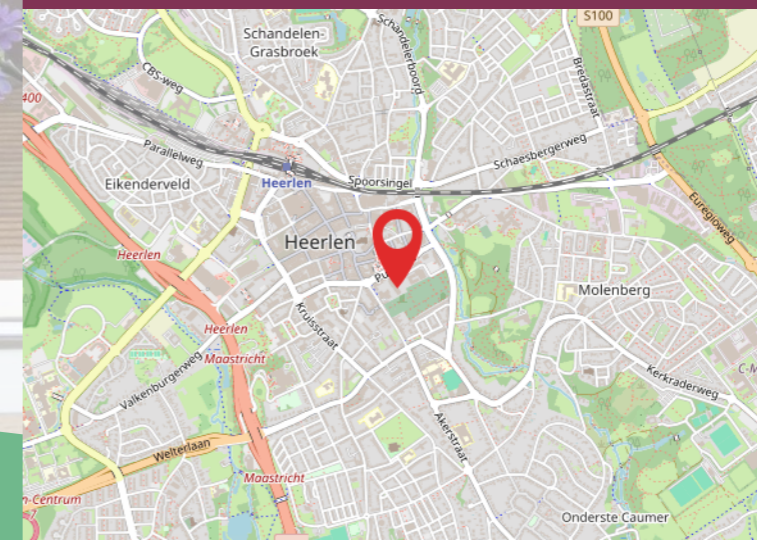 S100
Schandelen-
Grasbroek
Schandelerboord
CBS-weg
Bredastraat
400
Parallelweg
Schaesbergerweg
Eikenderveld
Heerlen
Spoorsingel
Euregioweg
Heerlen
Heerlen
Molenberg
Heerlen
Kruisstraat
Maastricht
Valkenburgerweg
Kerkraderweg
Akerstraat
Welterlaan
Maastricht
n-Centrum
Onderste Caumer